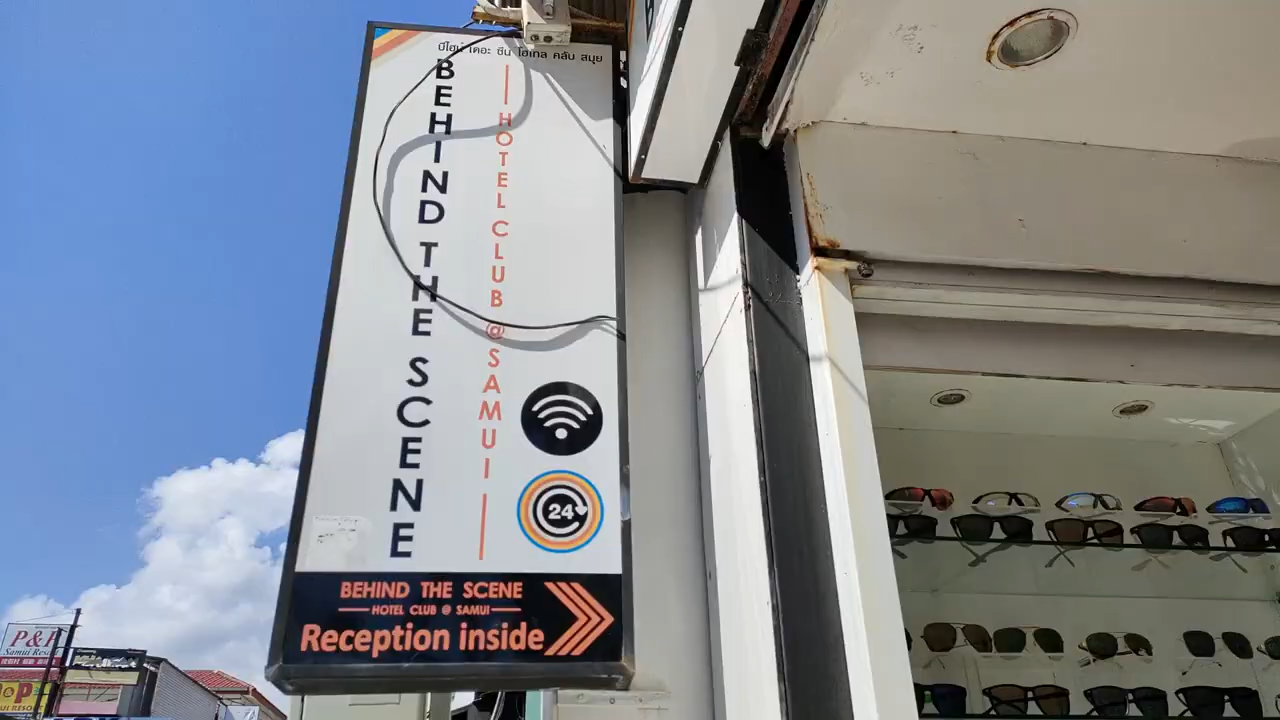 บีไฮน์ เดอะ ซีน โฮเทล คลับ สมุย
BEHIND THE SCENE
HOTEL CLUB @ SAMUI
24
BEHIND THE SCENE
HOTEL CLUB @ SAMUI
Reception inside
P&P
Samui Resort